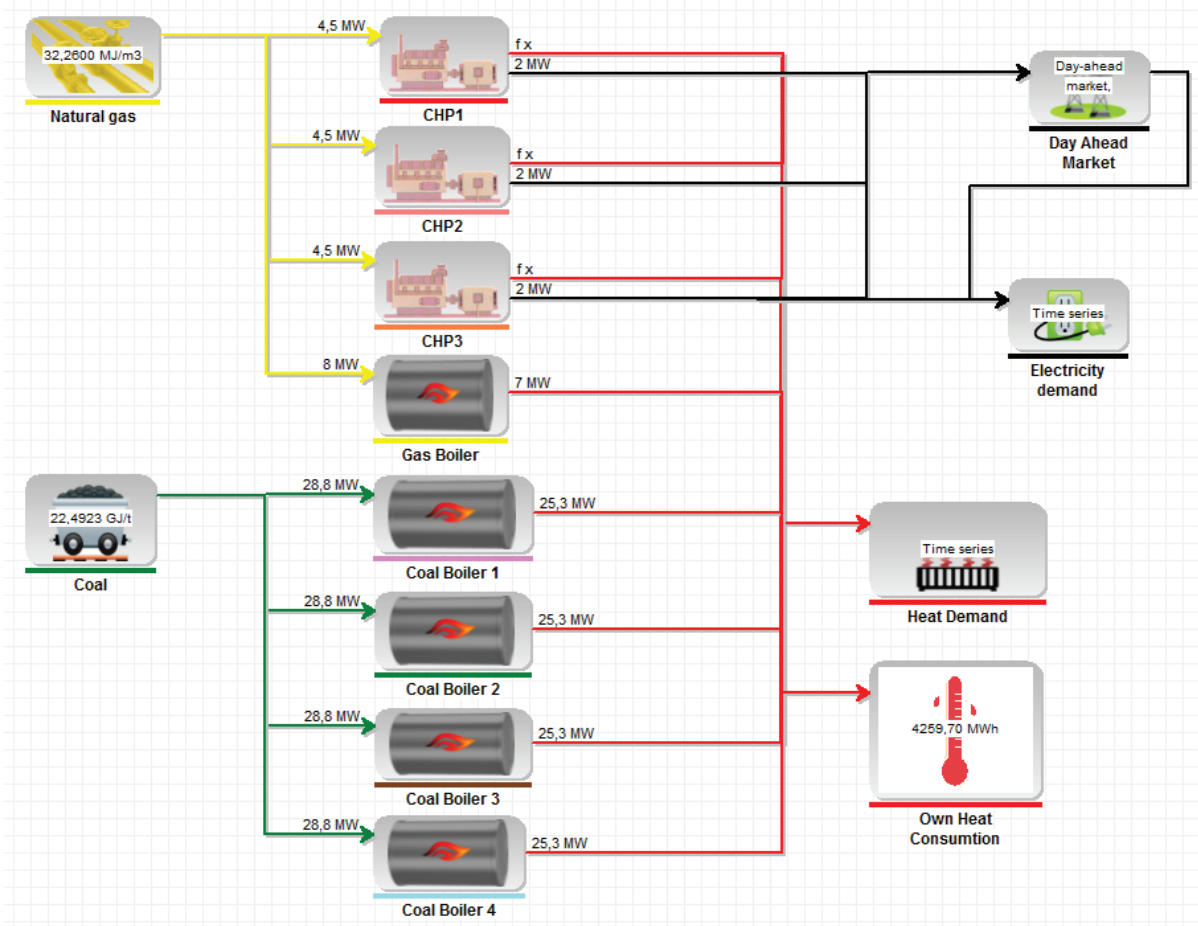 32,2600 MJ/m3
Natural gas
4,5 MW
f x
2 MW
CHP1
4,5 MW
f x
2 MW
CHP2
4,5 MW
f x
2 MW
CHP3
8 MW
7 MW
Gas Boiler
Day-ahead
market,
Day Ahead
Market
Time series
Electricity
demand
22,4923 GJ/t
Coal
28,8 MW
25,3 MW
Coal Boiler 1
28,8 MW
25,3 MW
Coal Boiler 2
28,8 MW
25,3 MW
Coal Boiler 3
28,8 MW
25,3 MW
Coal Boiler 4
Time series
Heat Demand
4259,70 MWh
Own Heat
Consumtion